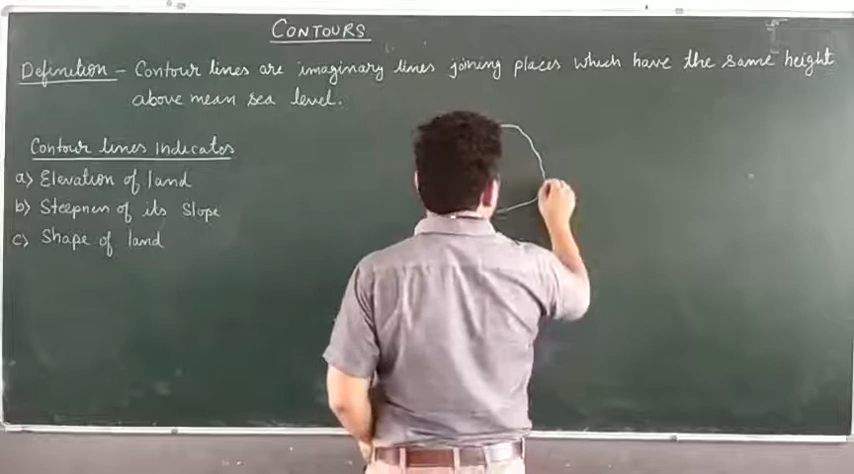 CONTOURS
Definition - Contour lines are imaginary lines joining places which have the same height
above mean sea level.
Contour lines indicates
a) Elevation of land
b) Steepness of its Slope
c) Shape of land